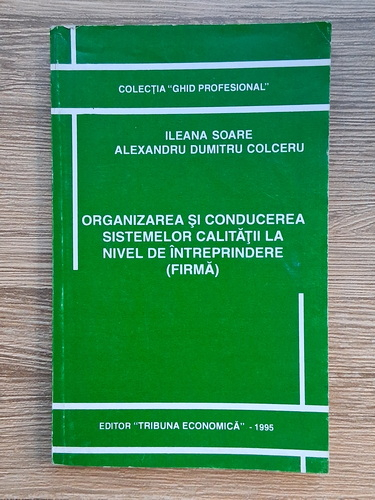 COLECȚIA "GHID PROFESIONAL"
ILEANA SOARE
ALEXANDRU DUMITRU COLCERU
ORGANIZAREA ȘI CONDUCEREA
SISTEMELOR CALITĂȚII LA
NIVEL DE ÎNTREPRINDERE
(FIRMĂ)
EDITOR "TRIBUNA ECONOMICĂ" - 1995